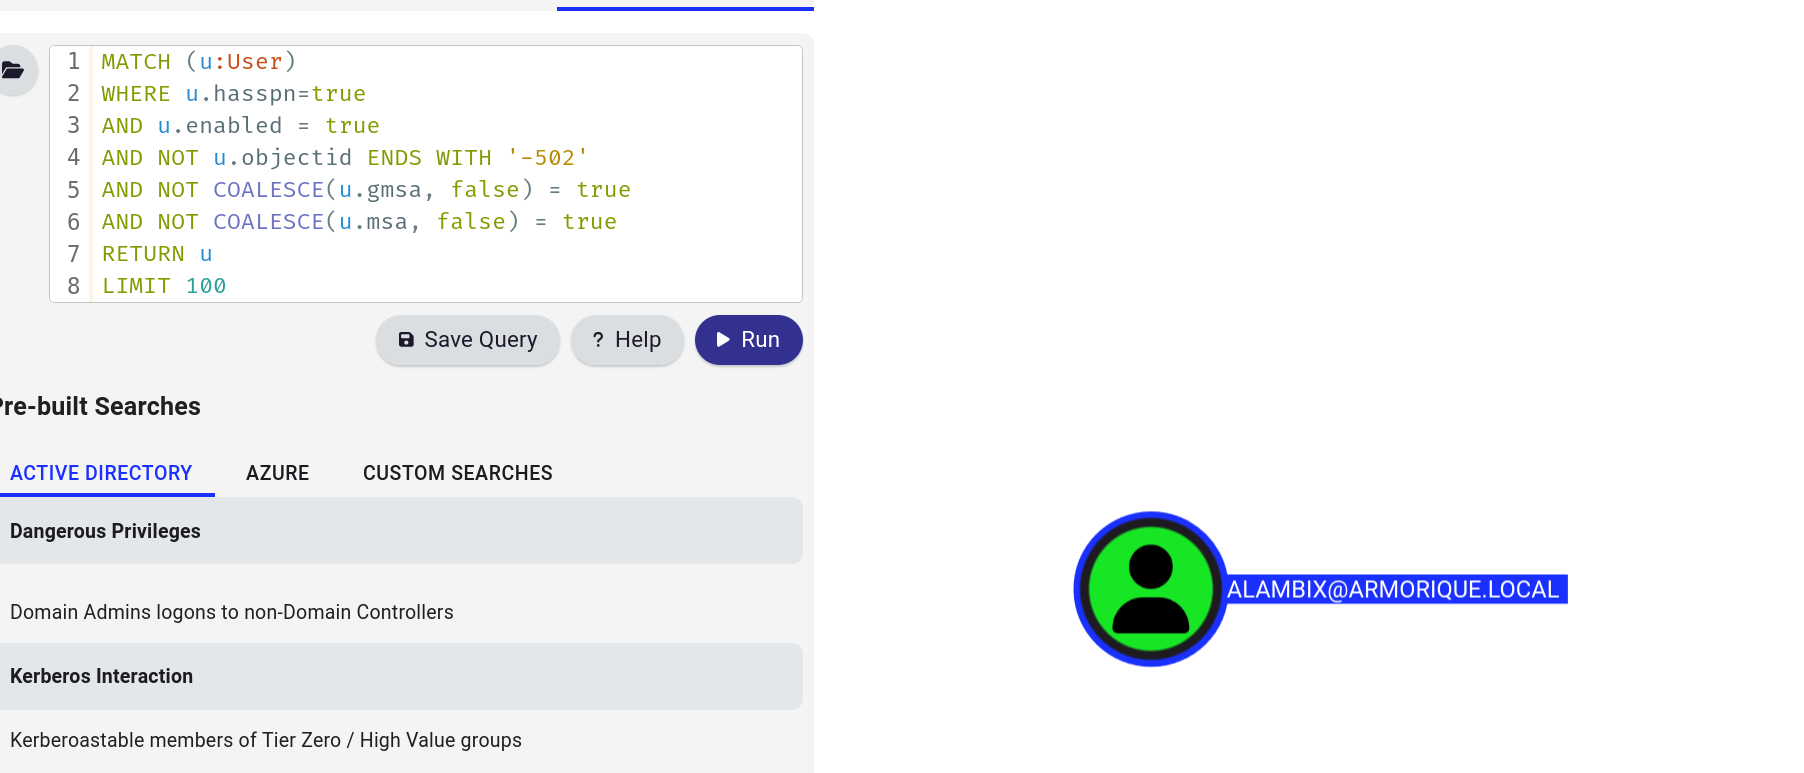 1 MATCH (u:User)
2 WHERE u.hasspn=true
3 AND u.enabled = true
4 AND NOT u.objectid ENDS WITH '-502'
5 AND NOT COALESCE(u.gmsa, false) = true
6 AND NOT COALESCE(u.msa, false) = true
7 RETURN u
8 LIMIT 100
Save Query ? Help Run
Pre-built Searches
ACTIVE DIRECTORY AZURE CUSTOM SEARCHES
Dangerous Privileges
ALAMBIX@ARMORIQUE.LOCAL
Domain Admins logons to non-Domain Controllers
Kerberos Interaction
Kerberoastable members of Tier Zero / High Value groups